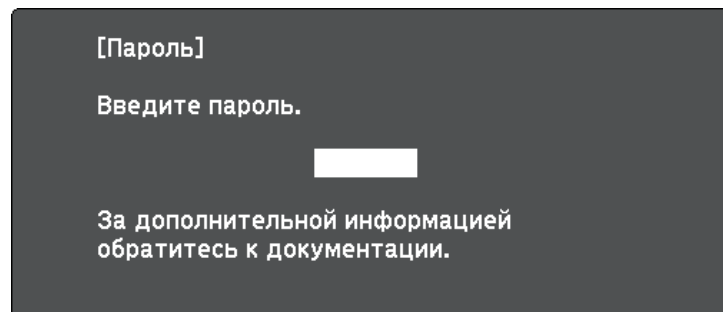 [Пароль]
Введите пароль.
За дополнительной информацией
обратитесь к документации.